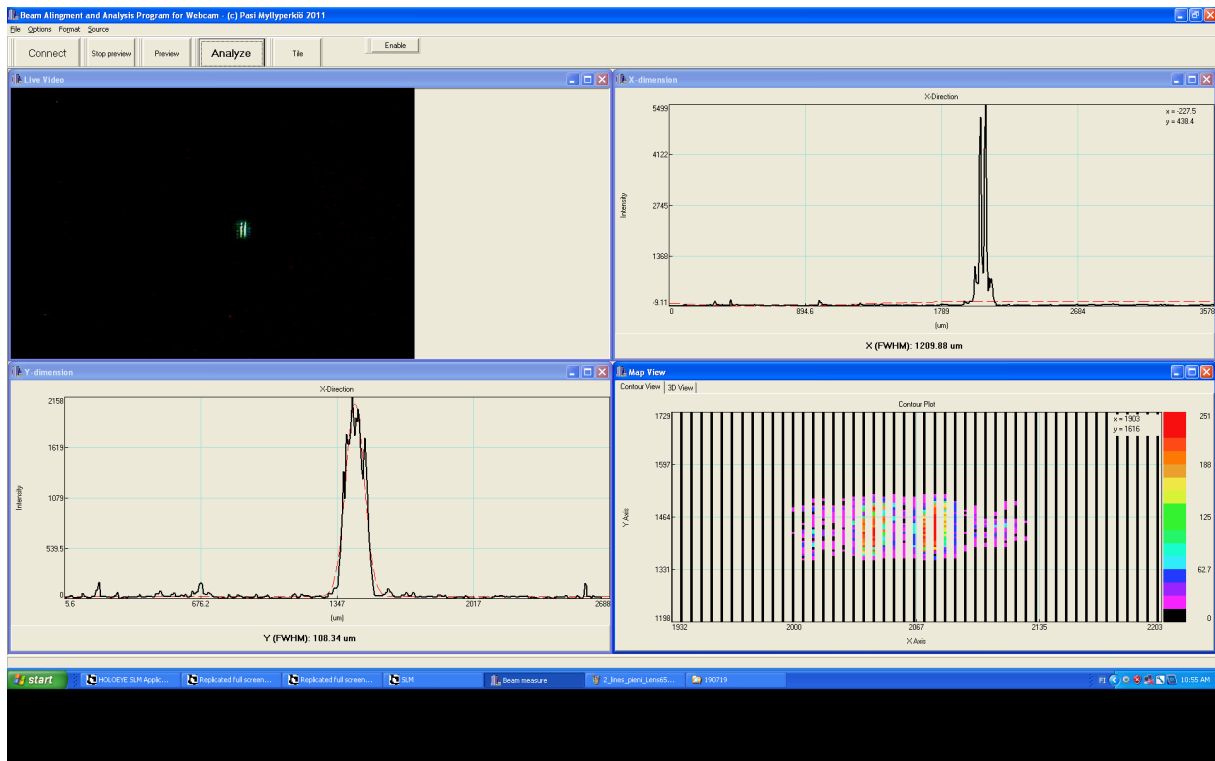 Beam Alingment and Analysis Program for Webcam - (c) Pasi Myllyperkiö 2011
File Options Fogmat Source
Connect Stop preview Preview Analyze Tile Enable
Live Video
X-dimension
X-Direction
5499
x = -227.5
y = 438.4
4122
Intensity
2745
1368
-9.11
0 894.6 1789 2684 3578
(um)
X (FWHM): 1209.88 um
Y-dimension
X-Direction
2158
1619
Intensity
1079
539.5
0
5.6 676.2 1347 2017 2688
(um)
Y (FWHM): 108.34 um
Map View
Contour View 3D View
Contour Plot
1729
x = 1903
y = 1616
251
1597
188
1464
125
Y Axis
1331
62.7
1198
0
1932 2000 2067 2135 2203
X Axis
start HOLOEYE SLM Applic... Replicated full screen... Replicated full screen... SLM Beam measure 2_lines_pieni_Lens65... 190719 FI 10:55 AM